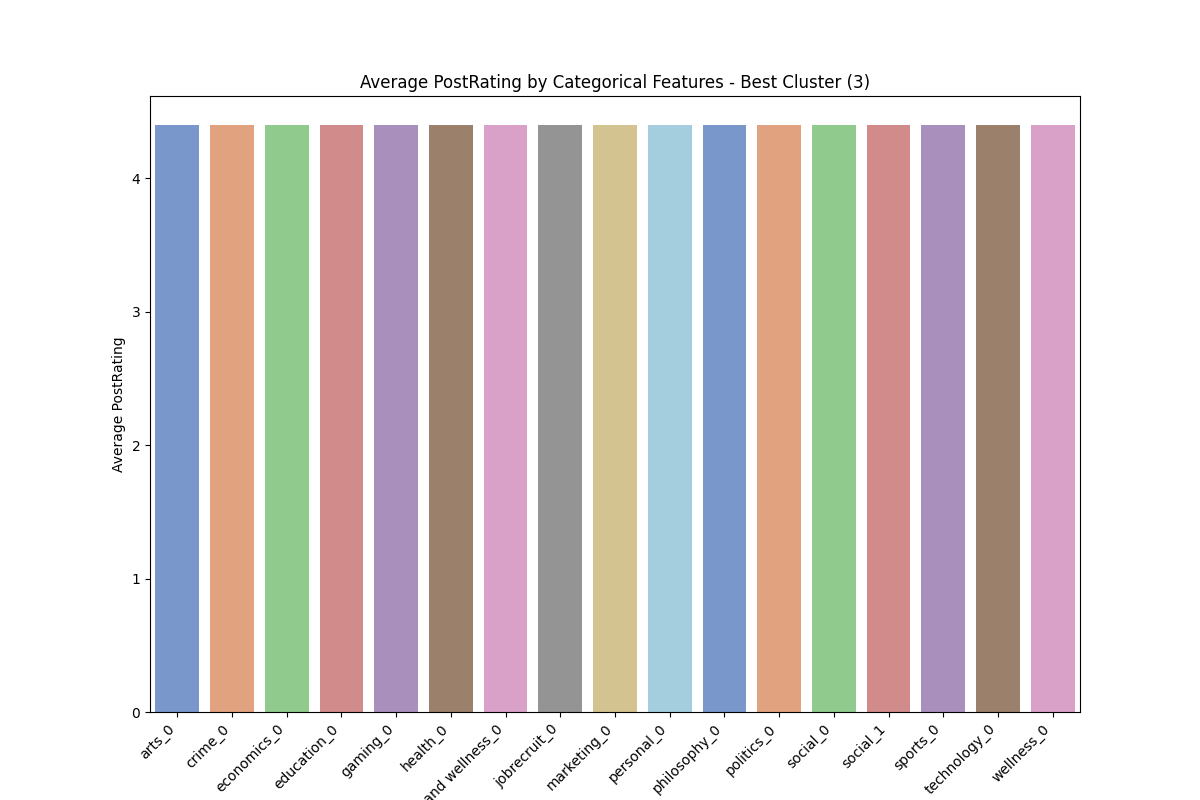 Average PostRating by Categorical Features - Best Cluster (3)
Average PostRating
4
3
2
1
0
arts_0
crime_0
economics_0
education_0
gaming_0
health_0
and wellness_0
jobrecruit_0
marketing_0
personal_0
philosophy_0
politics_0
social_0
social_1
sports_0
technology_0
wellness_0